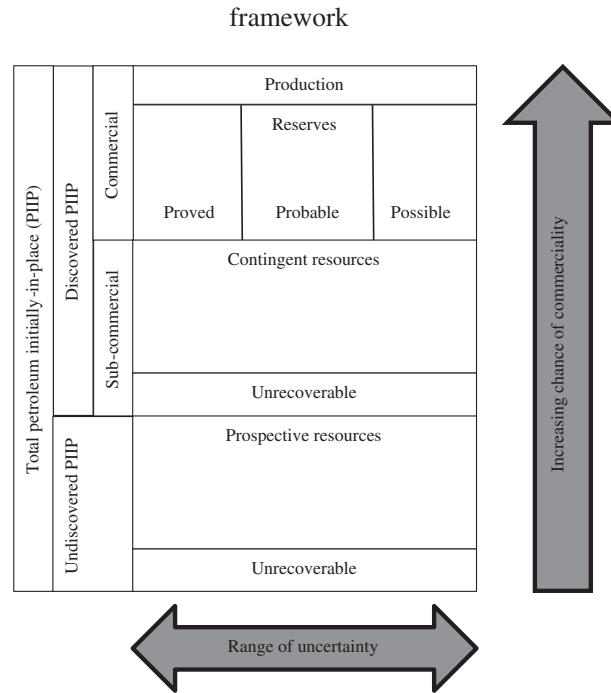 framework
Total petroleum initially-in-place (PIIP)
Discovered PIIP
Undiscovered PIIP
Commercial
Sub-commercial
Production
Reserves
Proved
Probable
Possible
Contingent resources
Unrecoverable
Prospective resources
Unrecoverable
Increasing chance of commerciality
Range of uncertainty